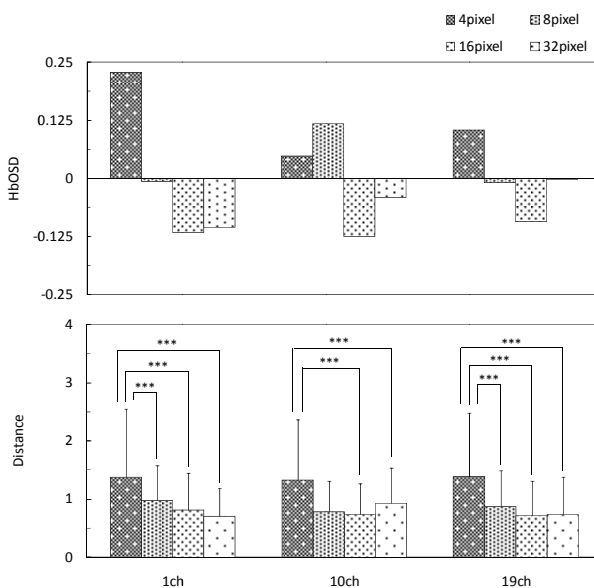 4pixel 8pixel
16pixel 32pixel
0.25
0.125
0
-0.125
-0.25
HbOSD
4
3
2
1
0
Distance
*** *** ***
*** *** ***
*** ***
1ch 10ch 19ch